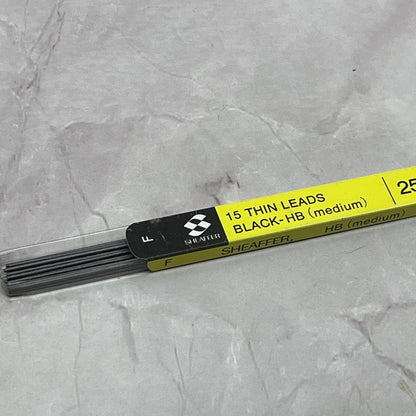 F
SHEAFFER
15 THIN LEADS
BLACK-HB (medium)
25
F SHEAFFER. HB (medium)